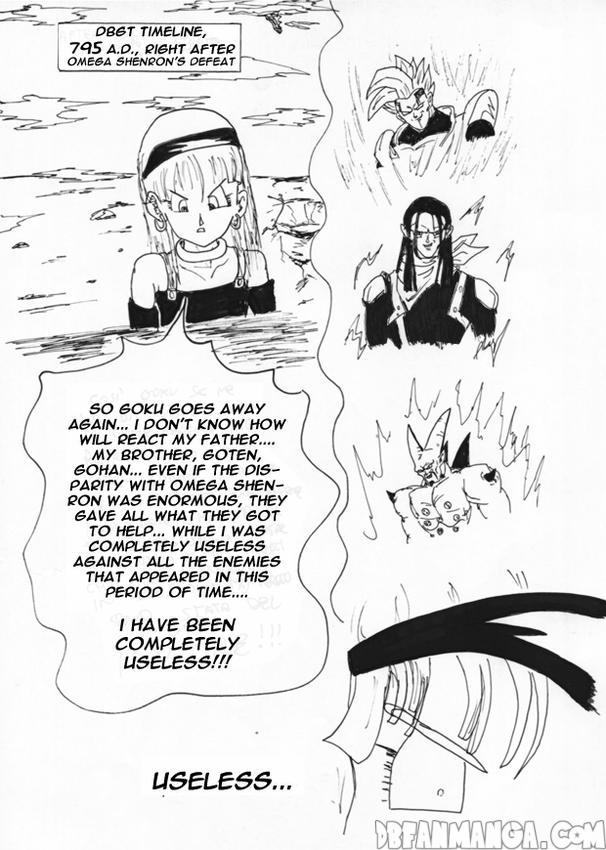 DBGT TIMELINE,
795 A.D., RIGHT AFTER
OMEGA SHENRON'S DEFEAT
SO GOKU GOES AWAY
AGAIN... I DON'T KNOW HOW
WILL REACT MY FATHER....
MY BROTHER, GOTEN,
GOHAN... EVEN IF THE DIS-
PARITY WITH OMEGA SHEN-
RON WAS ENORMOUS, THEY
GAVE ALL WHAT THEY GOT
TO HELP... WHILE I WAS
COMPLETELY USELESS
AGAINST ALL THE ENEMIES
THAT APPEARED IN THIS
PERIOD OF TIME....
I HAVE BEEN
COMPLETELY
USELESS!!!
USELESS...
DBFANMANGA.COM